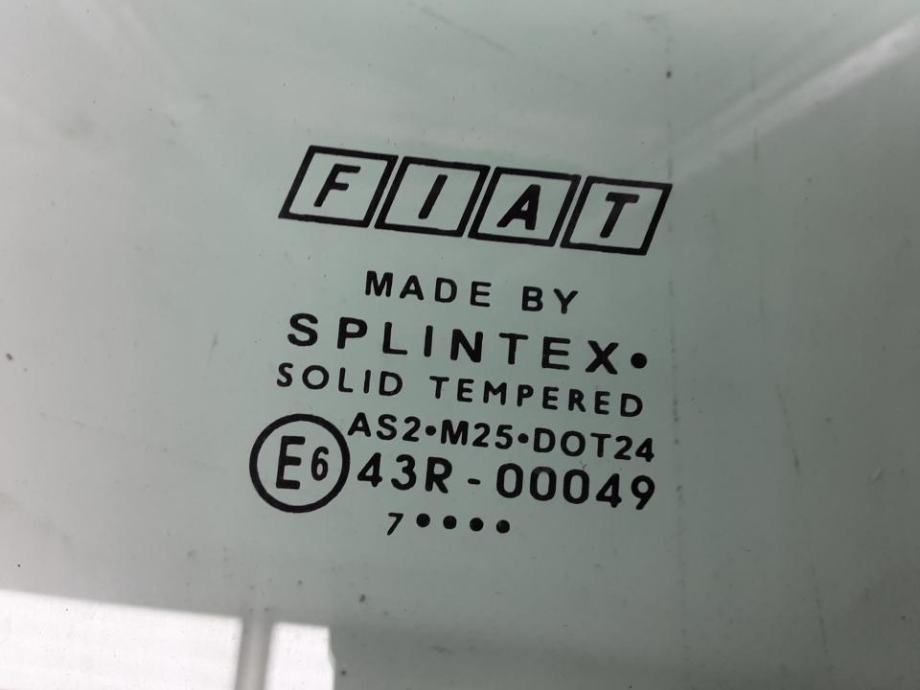 FIAT
MADE BY
SPLINTEX•
SOLID TEMPERED
AS2•M25•DOT24
E6 43R-00049
7••••